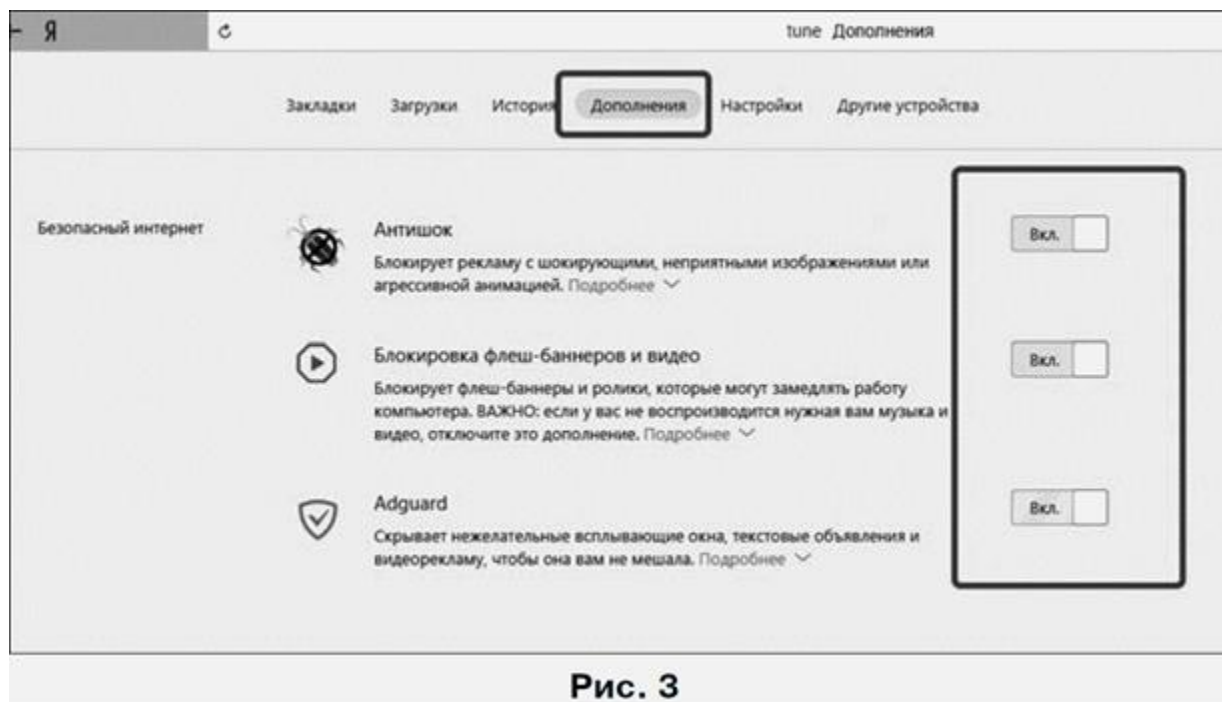 Я tune Дополнения
Закладки Загрузки История Дополнения Настройки Другие устройства
Безопасный интернет
Антишок
Вкл.
Блокирует рекламу с шокирующими, неприятными изображениями или
агрессивной анимацией. Подробнее
Блокировка флеш-баннеров и видео
Вкл.
Блокирует флеш-баннеры и ролики, которые могут замедлять работу
компьютера. ВАЖНО: если у вас не воспроизводится нужная вам музыка и
видео, отключите это дополнение. Подробнее
Adguard
Вкл.
Скрывает нежелательные всплывающие окна, текстовые объявления и
видеорекламу, чтобы она вам не мешала. Подробнее
Рис. 3